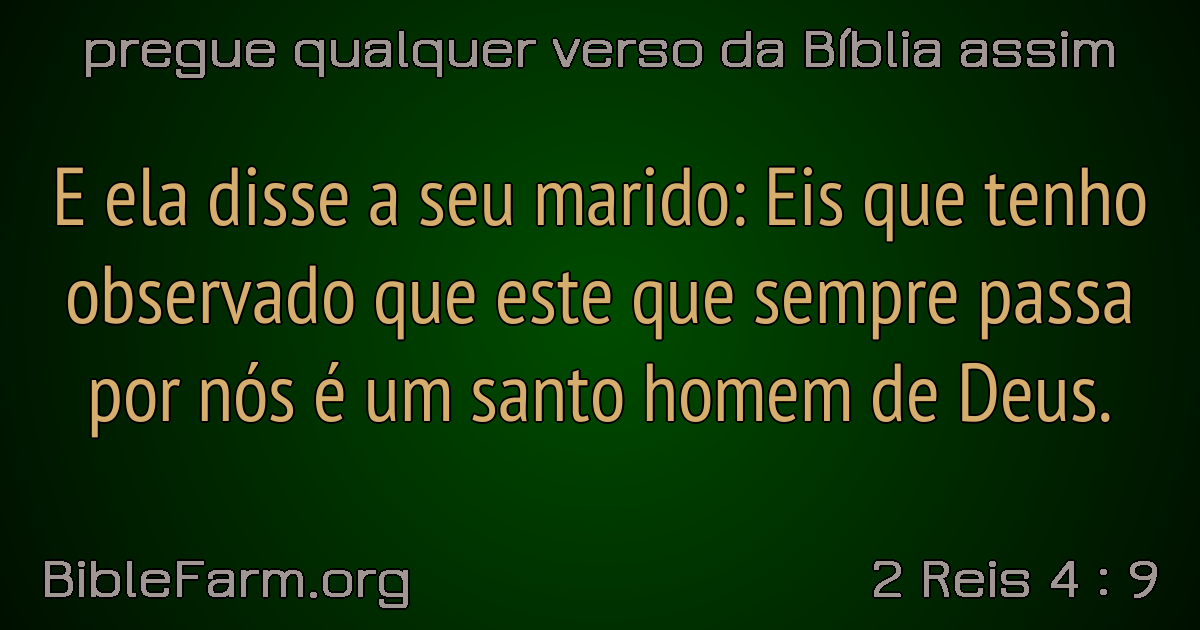 pregue qualquer verso da Bíblia assim
E ela disse a seu marido: Eis que tenho
observado que este que sempre passa
por nós é um santo homem de Deus.
BibleFarm.org
2 Reis 4 : 9